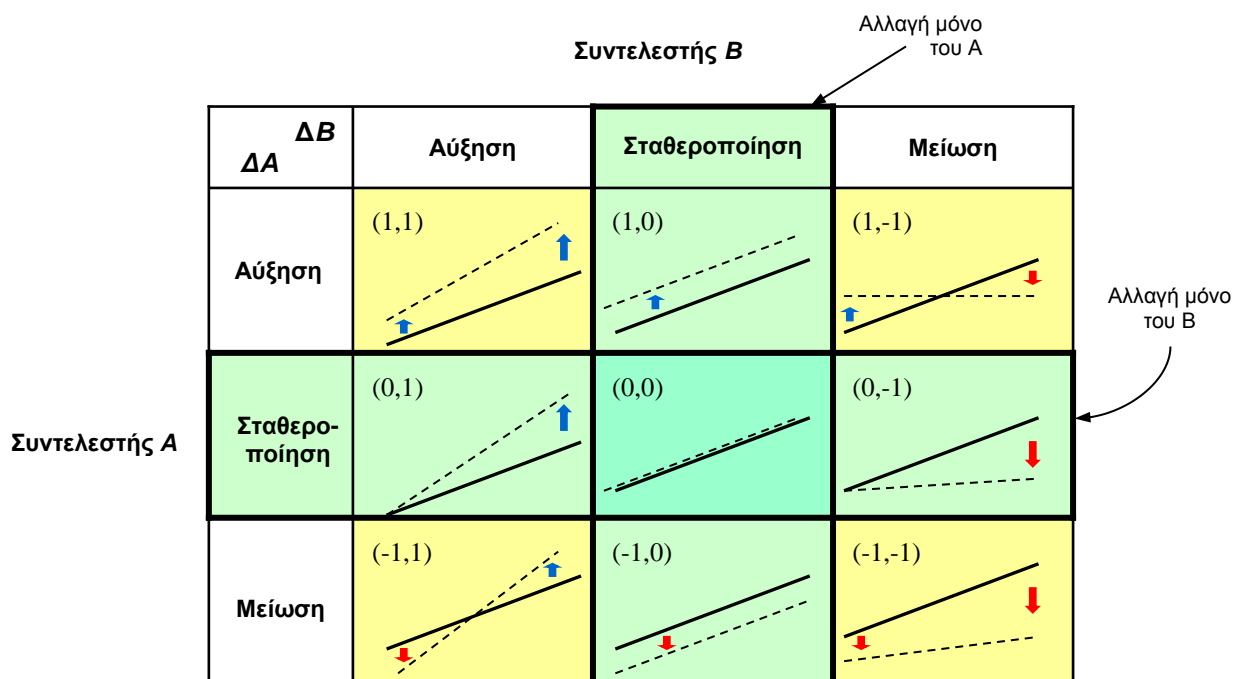 Αλλαγή μόνο
του Α
Συντελεστής Β
ΔΒ
ΔΑ
Αύξηση
Σταθεροποίηση
Μείωση
Αύξηση
(1,1)
(1,0)
(1,-1)
Αλλαγή μόνο
του Β
Συντελεστής Α
Σταθερο-
ποίηση
(0,1)
(0,0)
(0,-1)
Μείωση
(-1,1)
(-1,0)
(-1,-1)